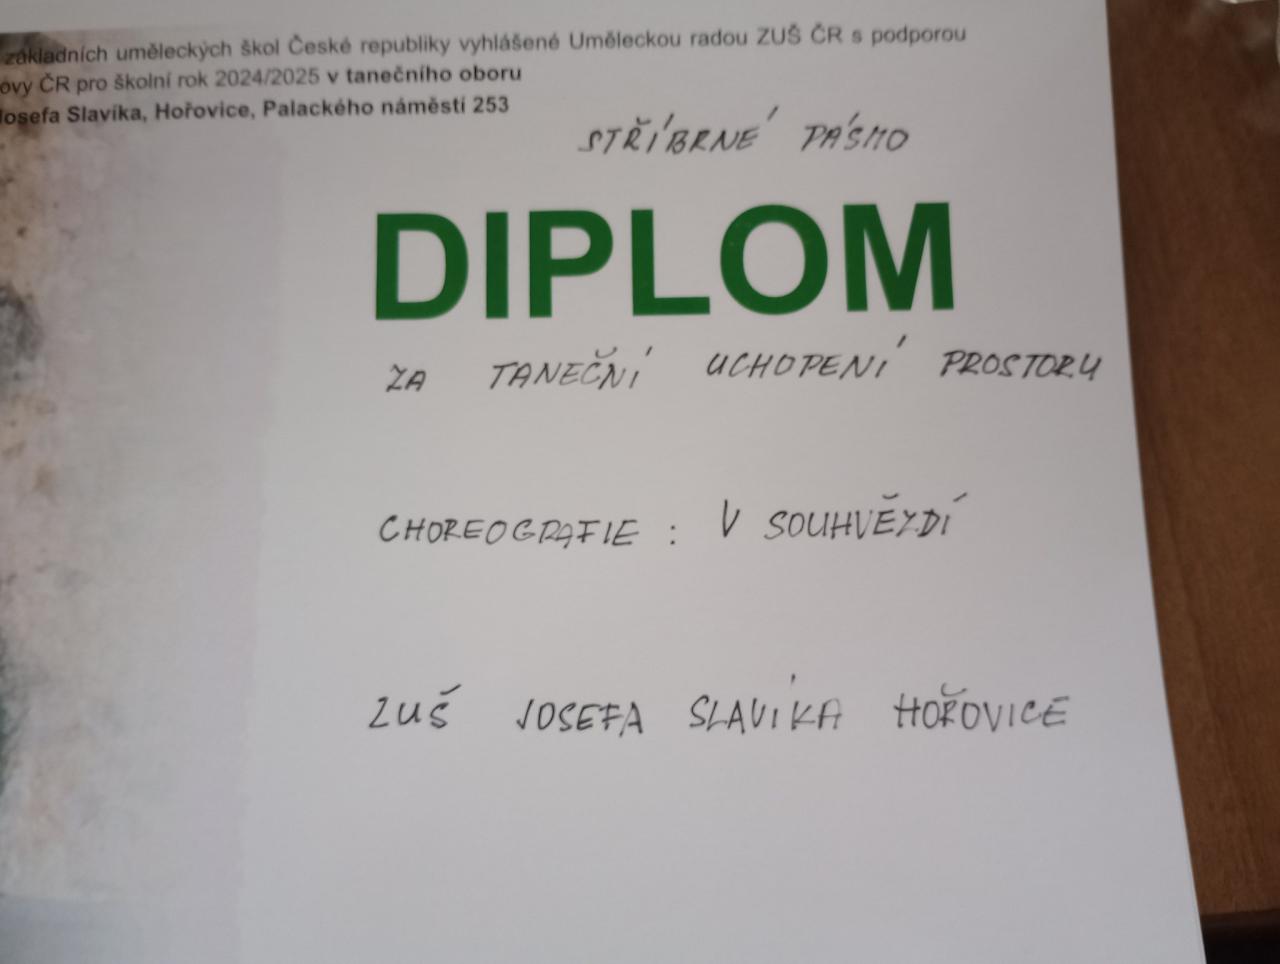 základních uměleckých škol České republiky vyhlášené Uměleckou radou ZUŠ ČR s podporou
ovy ČR pro školní rok 2024/2025 v tanečního oboru
Josefa Slavíka, Hořovice, Palackého náměstí 253
STŘÍBRNÉ PÁSMO
DIPLOM
ZA TANEČNÍ UCHOPENÍ PROSTORU
CHOREOGRAFIE : V SOUHVĚZDÍ
ZUŠ JOSEFA SLAVÍKA HOŘOVICE